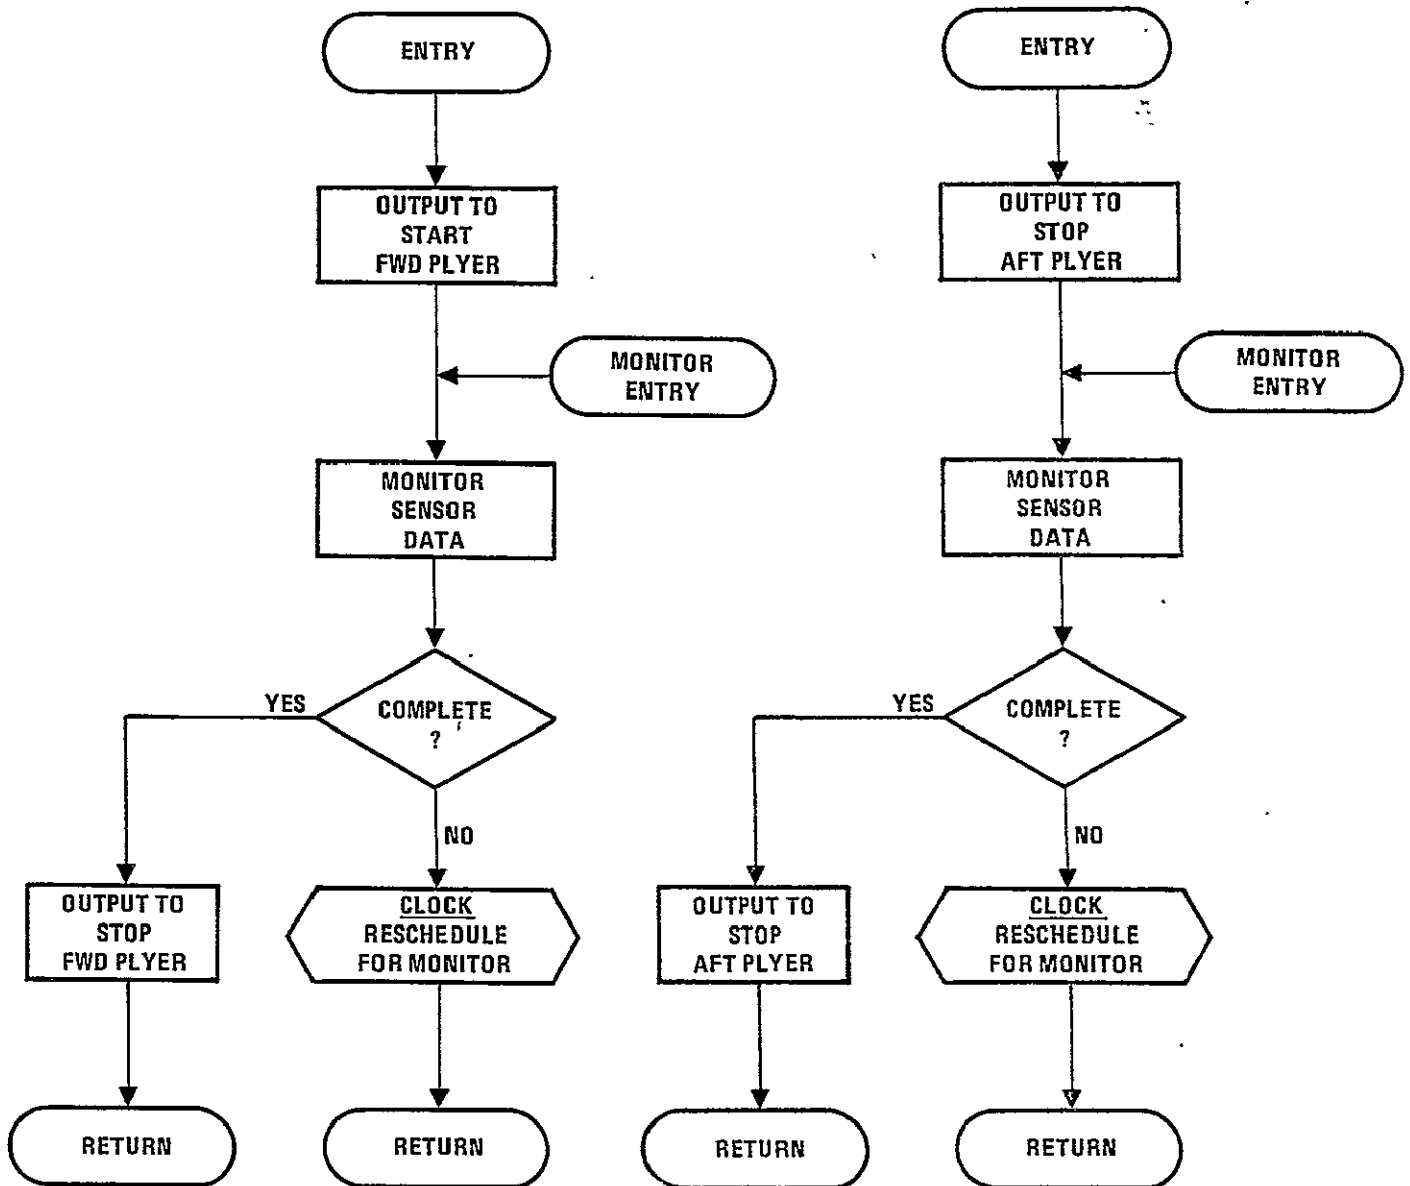 ENTRY
OUTPUT TO
START
FWD PLYER
MONITOR
ENTRY
MONITOR
SENSOR
DATA
COMPLETE
?
YES
NO
OUTPUT TO
STOP
FWD PLYER
CLOCK
RESCHEDULE
FOR MONITOR
RETURN
RETURN
ENTRY
OUTPUT TO
STOP
AFT PLYER
MONITOR
ENTRY
MONITOR
SENSOR
DATA
COMPLETE
?
YES
NO
OUTPUT TO
STOP
AFT PLYER
CLOCK
RESCHEDULE
FOR MONITOR
RETURN
RETURN